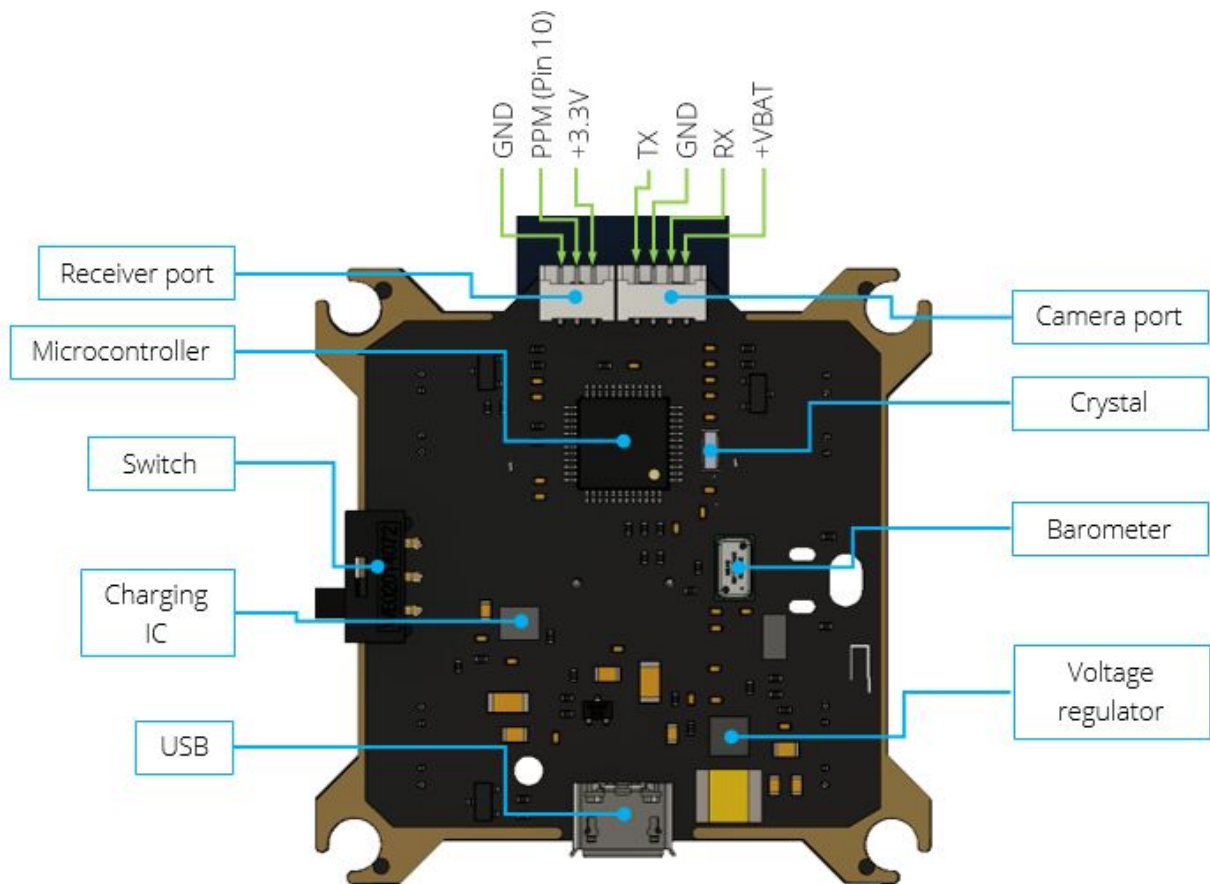 GND
PPM (Pin 10)
+3.3V
TX
GND
RX
+VBAT
Receiver port
Camera port
Microcontroller
Crystal
Switch
Barometer
Charging
IC
Voltage
regulator
USB